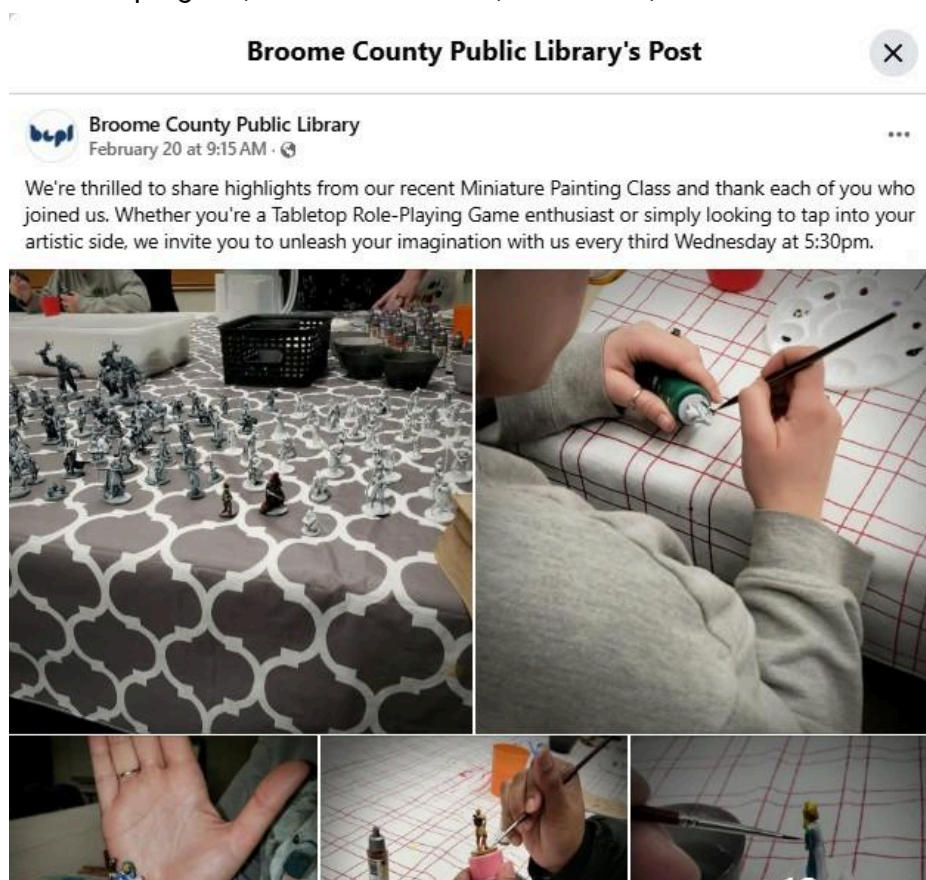 Broome County Public Library's Post
bcpl
Broome County Public Library
February 20 at 9:15 AM ·
We're thrilled to share highlights from our recent Miniature Painting Class and thank each of you who
joined us. Whether you're a Tabletop Role-Playing Game enthusiast or simply looking to tap into your
artistic side, we invite you to unleash your imagination with us every third Wednesday at 5:30pm.